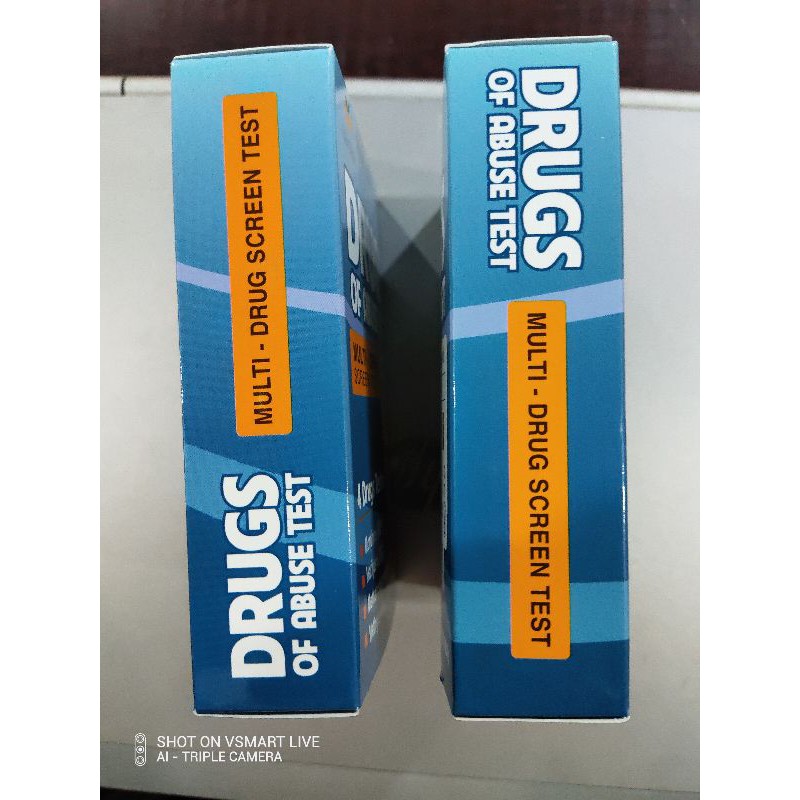 MULTI - DRUG SCREEN TEST
DRUGS
OF ABUSE TEST
DRUGS
OF ABUSE TEST
MULTI - DRUG SCREEN TEST
SHOT ON VSMART LIVE
AI - TRIPLE CAMERA